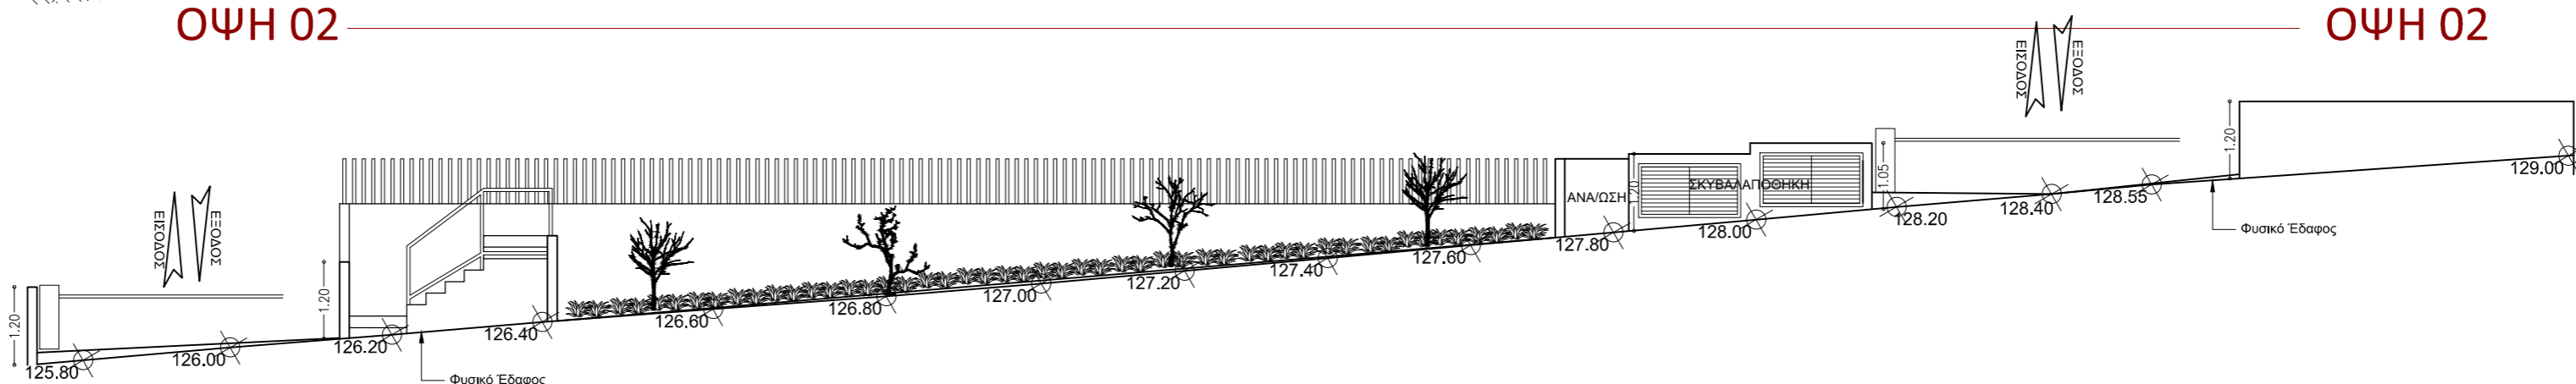 ΟΨΗ 02
ΟΨΗ 02
ΕΙΣΟΔΟΣ
ΕΞΟΔΟΣ
ΕΙΣΟΔΟΣ
ΕΞΟΔΟΣ
1.20
1.20
ΑΝΑ/ΩΣΗ
1.20
ΣΚΥΒΑΛΑΠΟΘΗΚΗ
1.05
1.20
125.80
126.00
126.20
126.40
126.60
126.80
127.00
127.20
127.40
127.60
127.80
128.00
128.20
128.40
128.55
129.00
Φυσικό Έδαφος
Φυσικό Έδαφος